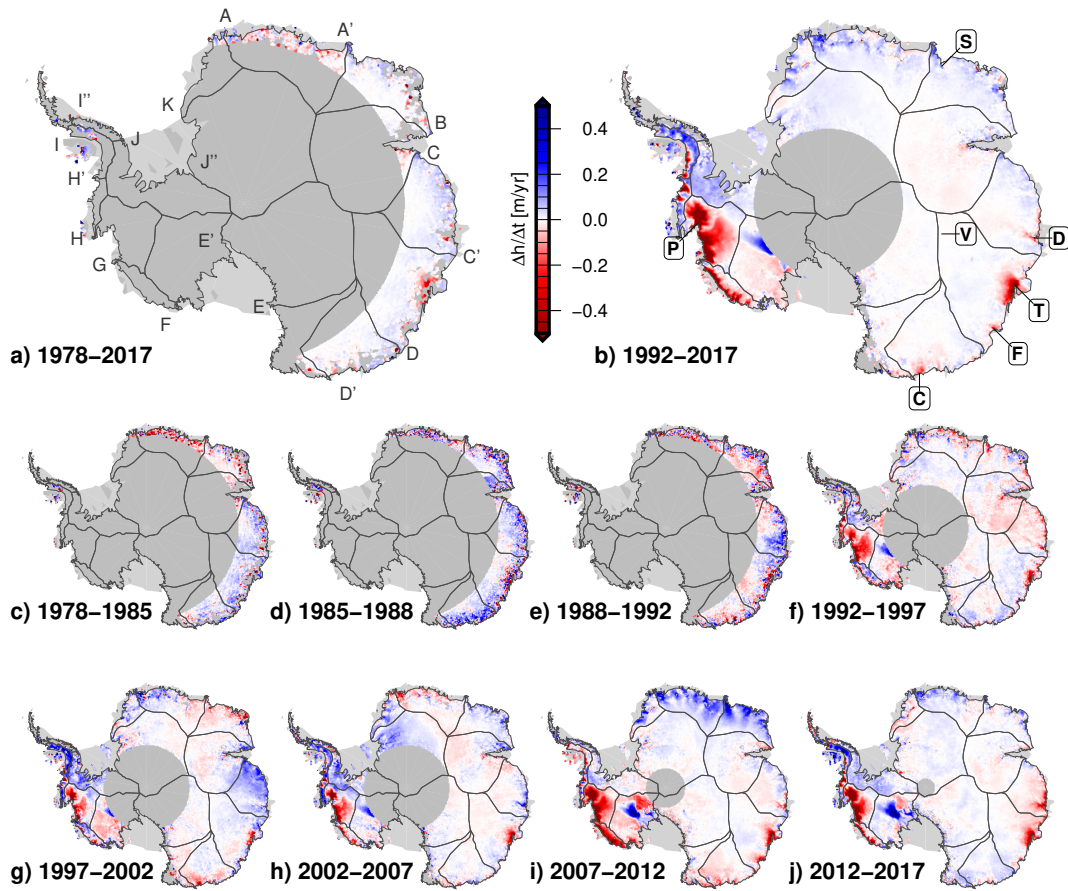 A
A'
S
K
I''
B
I
J
C
J''
H'
H
E'
P
V
D
G
C'
E
F
T
D
D'
F
C
0.4
0.2
0.0
−0.2
−0.4
Δh/Δt [m/yr]
a) 1978−2017
b) 1992−2017
c) 1978−1985
d) 1985−1988
e) 1988−1992
f) 1992−1997
g) 1997−2002
h) 2002−2007
i) 2007−2012
j) 2012−2017